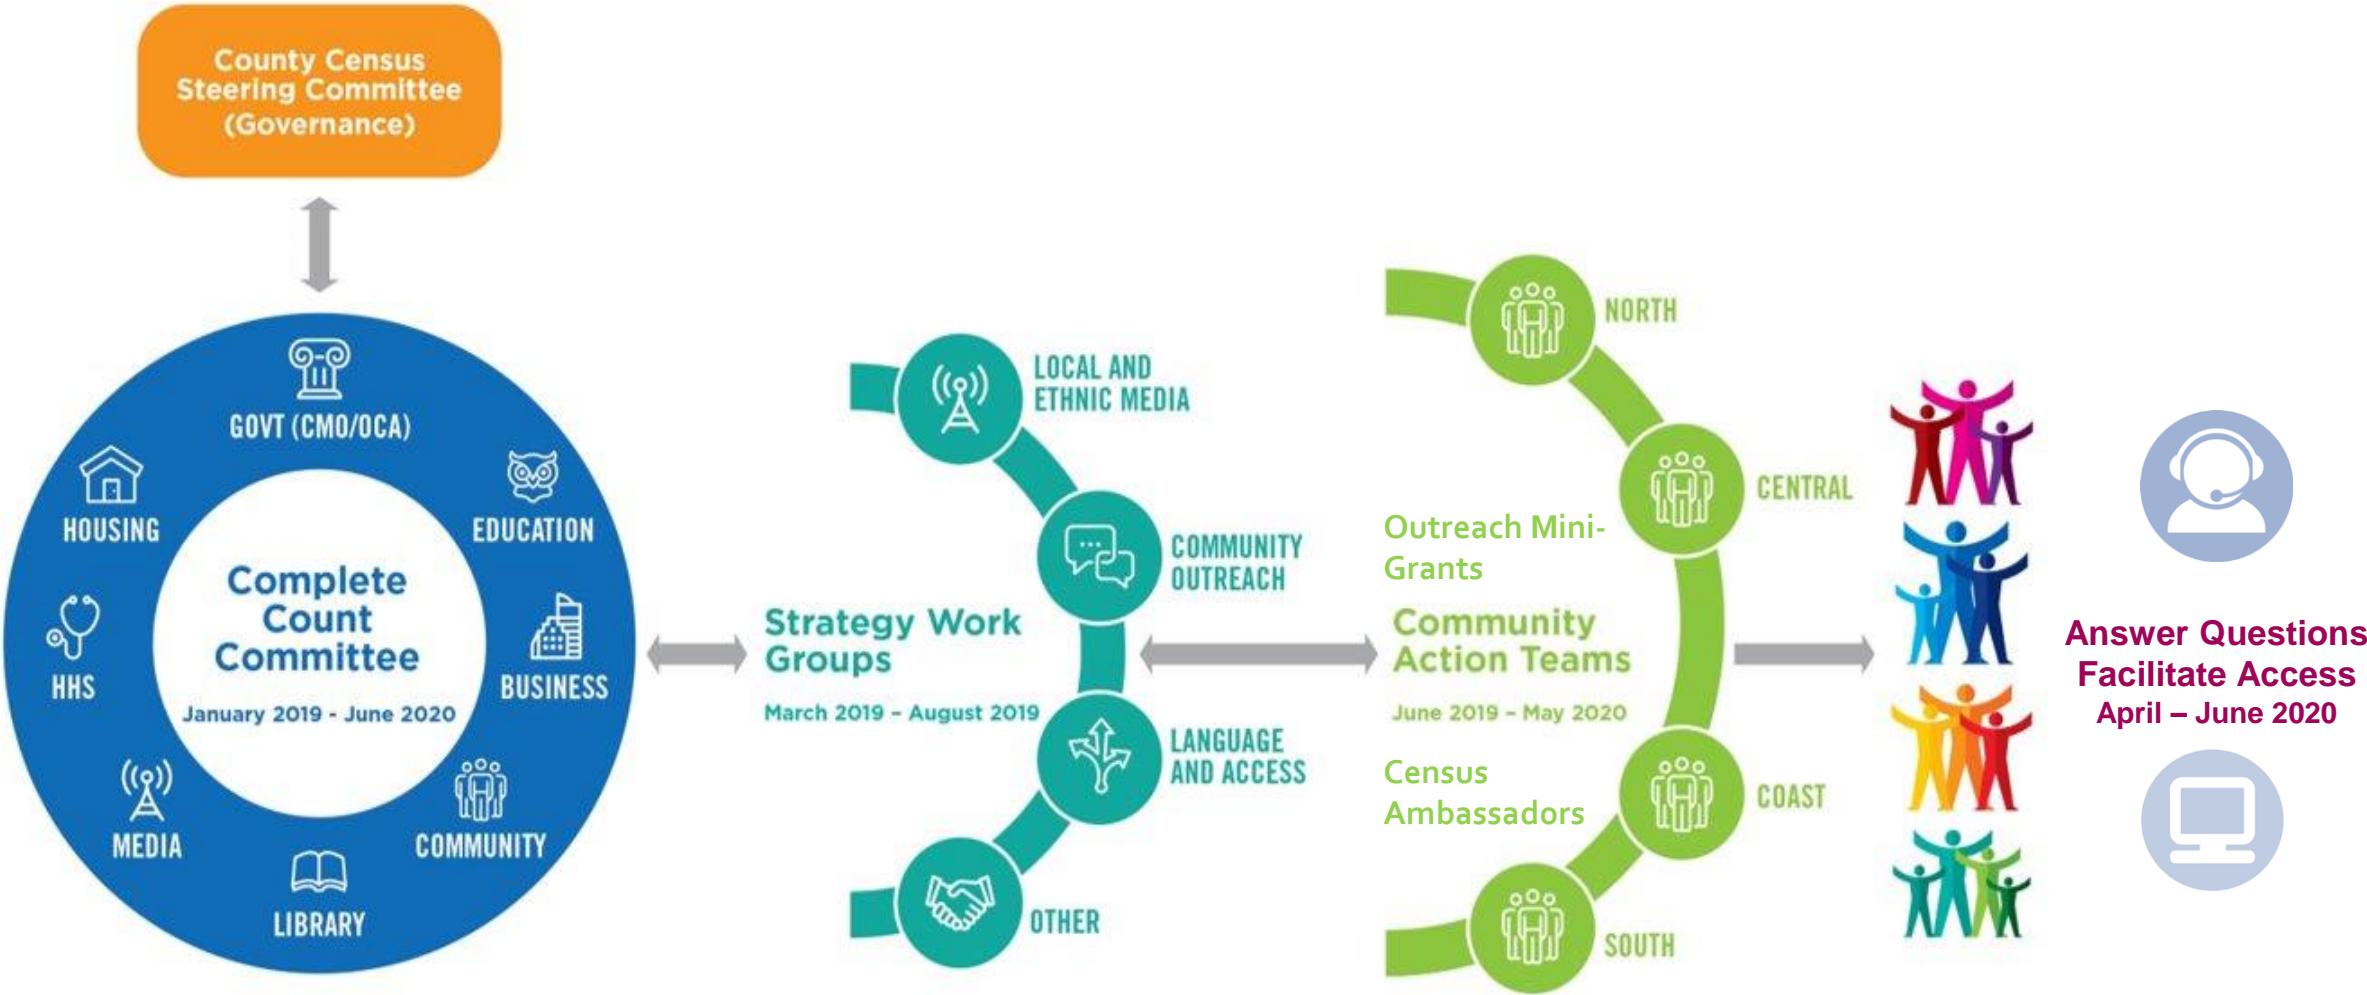 County Census
Steering Committee
(Governance)
GOVT (CMO/OCA)
HOUSING
EDUCATION
HHS
BUSINESS
MEDIA
COMMUNITY
LIBRARY
Complete
Count
Committee
January 2019 - June 2020
LOCAL AND
ETHNIC MEDIA
COMMUNITY
OUTREACH
Strategy Work
Groups
March 2019 – August 2019
LANGUAGE
AND ACCESS
OTHER
NORTH
CENTRAL
Outreach Mini-
Grants
Community
Action Teams
June 2019 – May 2020
Census
Ambassadors
COAST
SOUTH
Answer Questions
Facilitate Access
April – June 2020